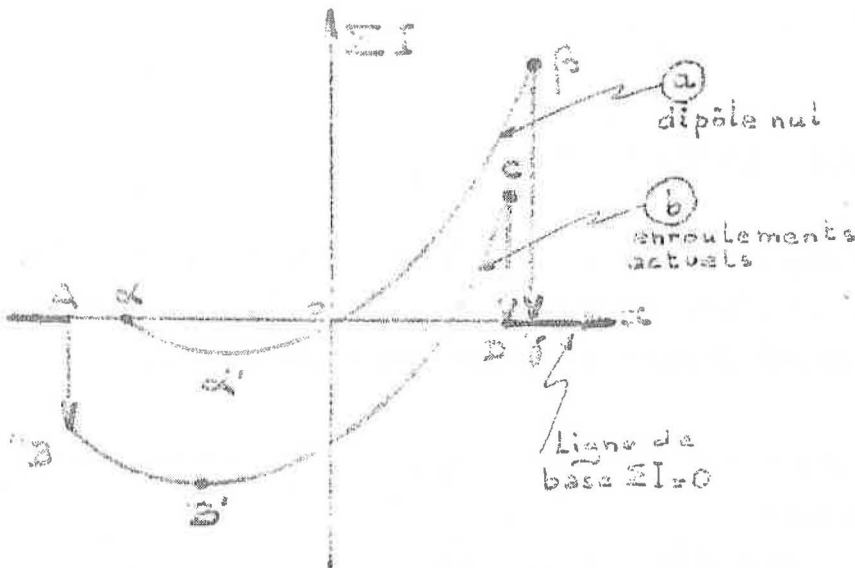 ΣI
β
a
dipôle nul
C
b
enroulements
actuels
A
α
O
x
α'
D
γ
B
B'
Ligne de
base ΣI=0